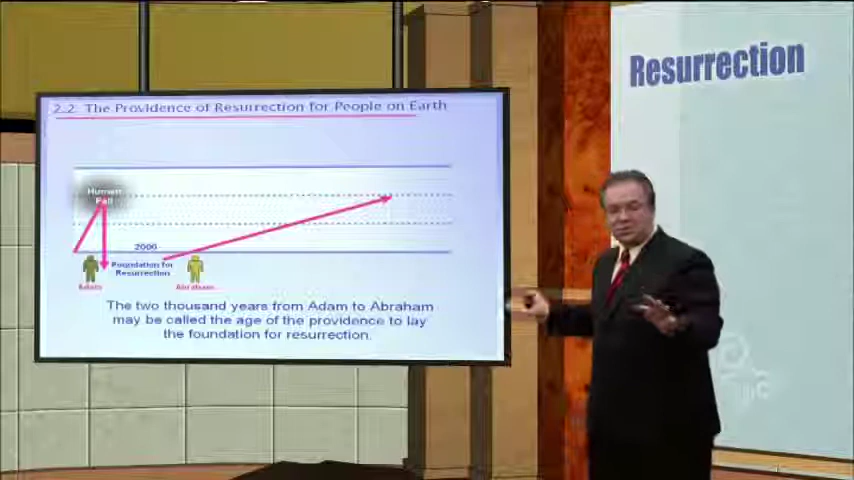 Resurrection
2.2 The Providence of Resurrection for People on Earth
Human
Fall
2000
Foundation for
Resurrection
Adam
Abraham
The two thousand years from Adam to Abraham
may be called the age of the providence to lay
the foundation for resurrection.